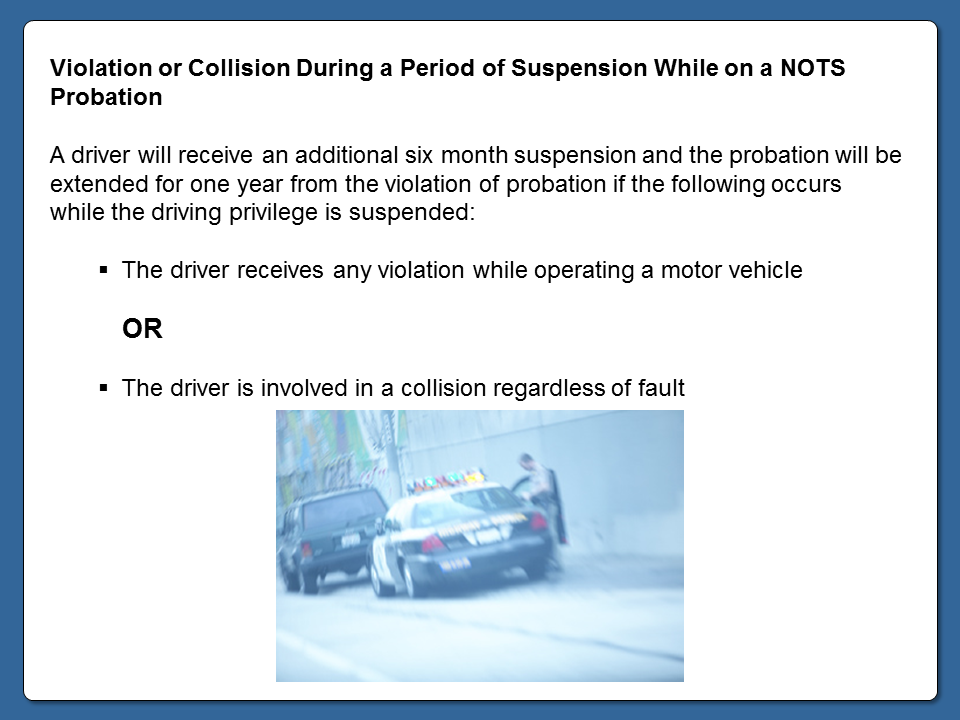 Violation or Collision During a Period of Suspension While on a NOTS
Probation
A driver will receive an additional six month suspension and the probation will be
extended for one year from the violation of probation if the following occurs
while the driving privilege is suspended:
▪ The driver receives any violation while operating a motor vehicle
OR
▪ The driver is involved in a collision regardless of fault